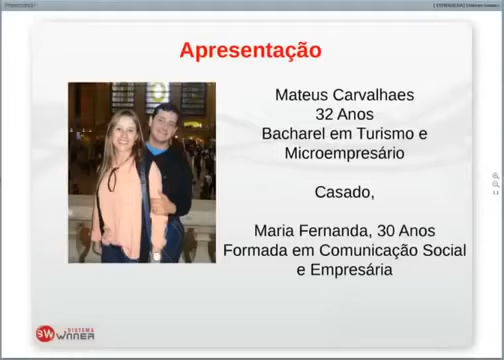 Apresentação
Mateus Carvalhaes
32 Anos
Bacharel em Turismo e
Microempresário
Casado,
Maria Fernanda, 30 Anos
Formada em Comunicação Social
e Empresária
SW SISTEMA
WINNER